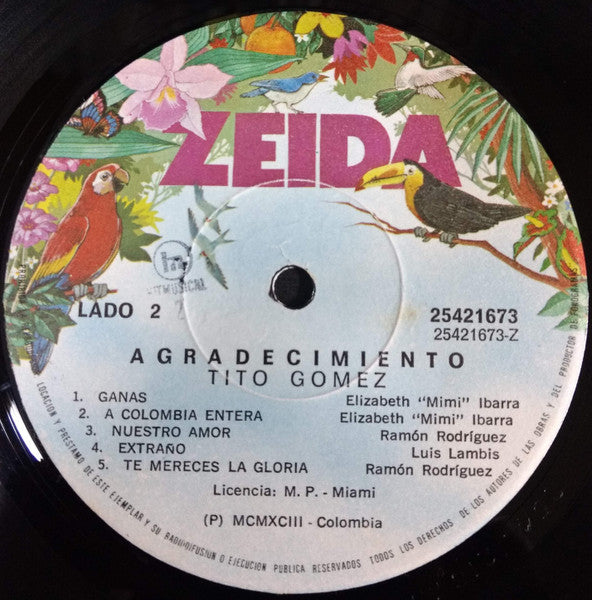 ZEIDA
LADO 2
25421673
25421673-Z
AGRADECIMIENTO
TITO GOMEZ
1. GANAS Elizabeth "Mimi" Ibarra
2. A COLOMBIA ENTERA Elizabeth "Mimi" Ibarra
3. NUESTRO AMOR Ramón Rodríguez
4. EXTRAÑO Luis Lambis
5. TE MERECES LA GLORIA Ramón Rodríguez
Licencia: M. P. - Miami
(P) MCMXCIII - Colombia
LOCACION Y PRESTAMO DE ESTE EJEMPLAR Y SU RADIODIFUSION O EJECUCION PUBLICA RESERVADOS TODOS LOS DERECHOS DE LOS AUTORES DE LAS OBRAS Y DEL PRODUCTOR DE FONOGRAMAS